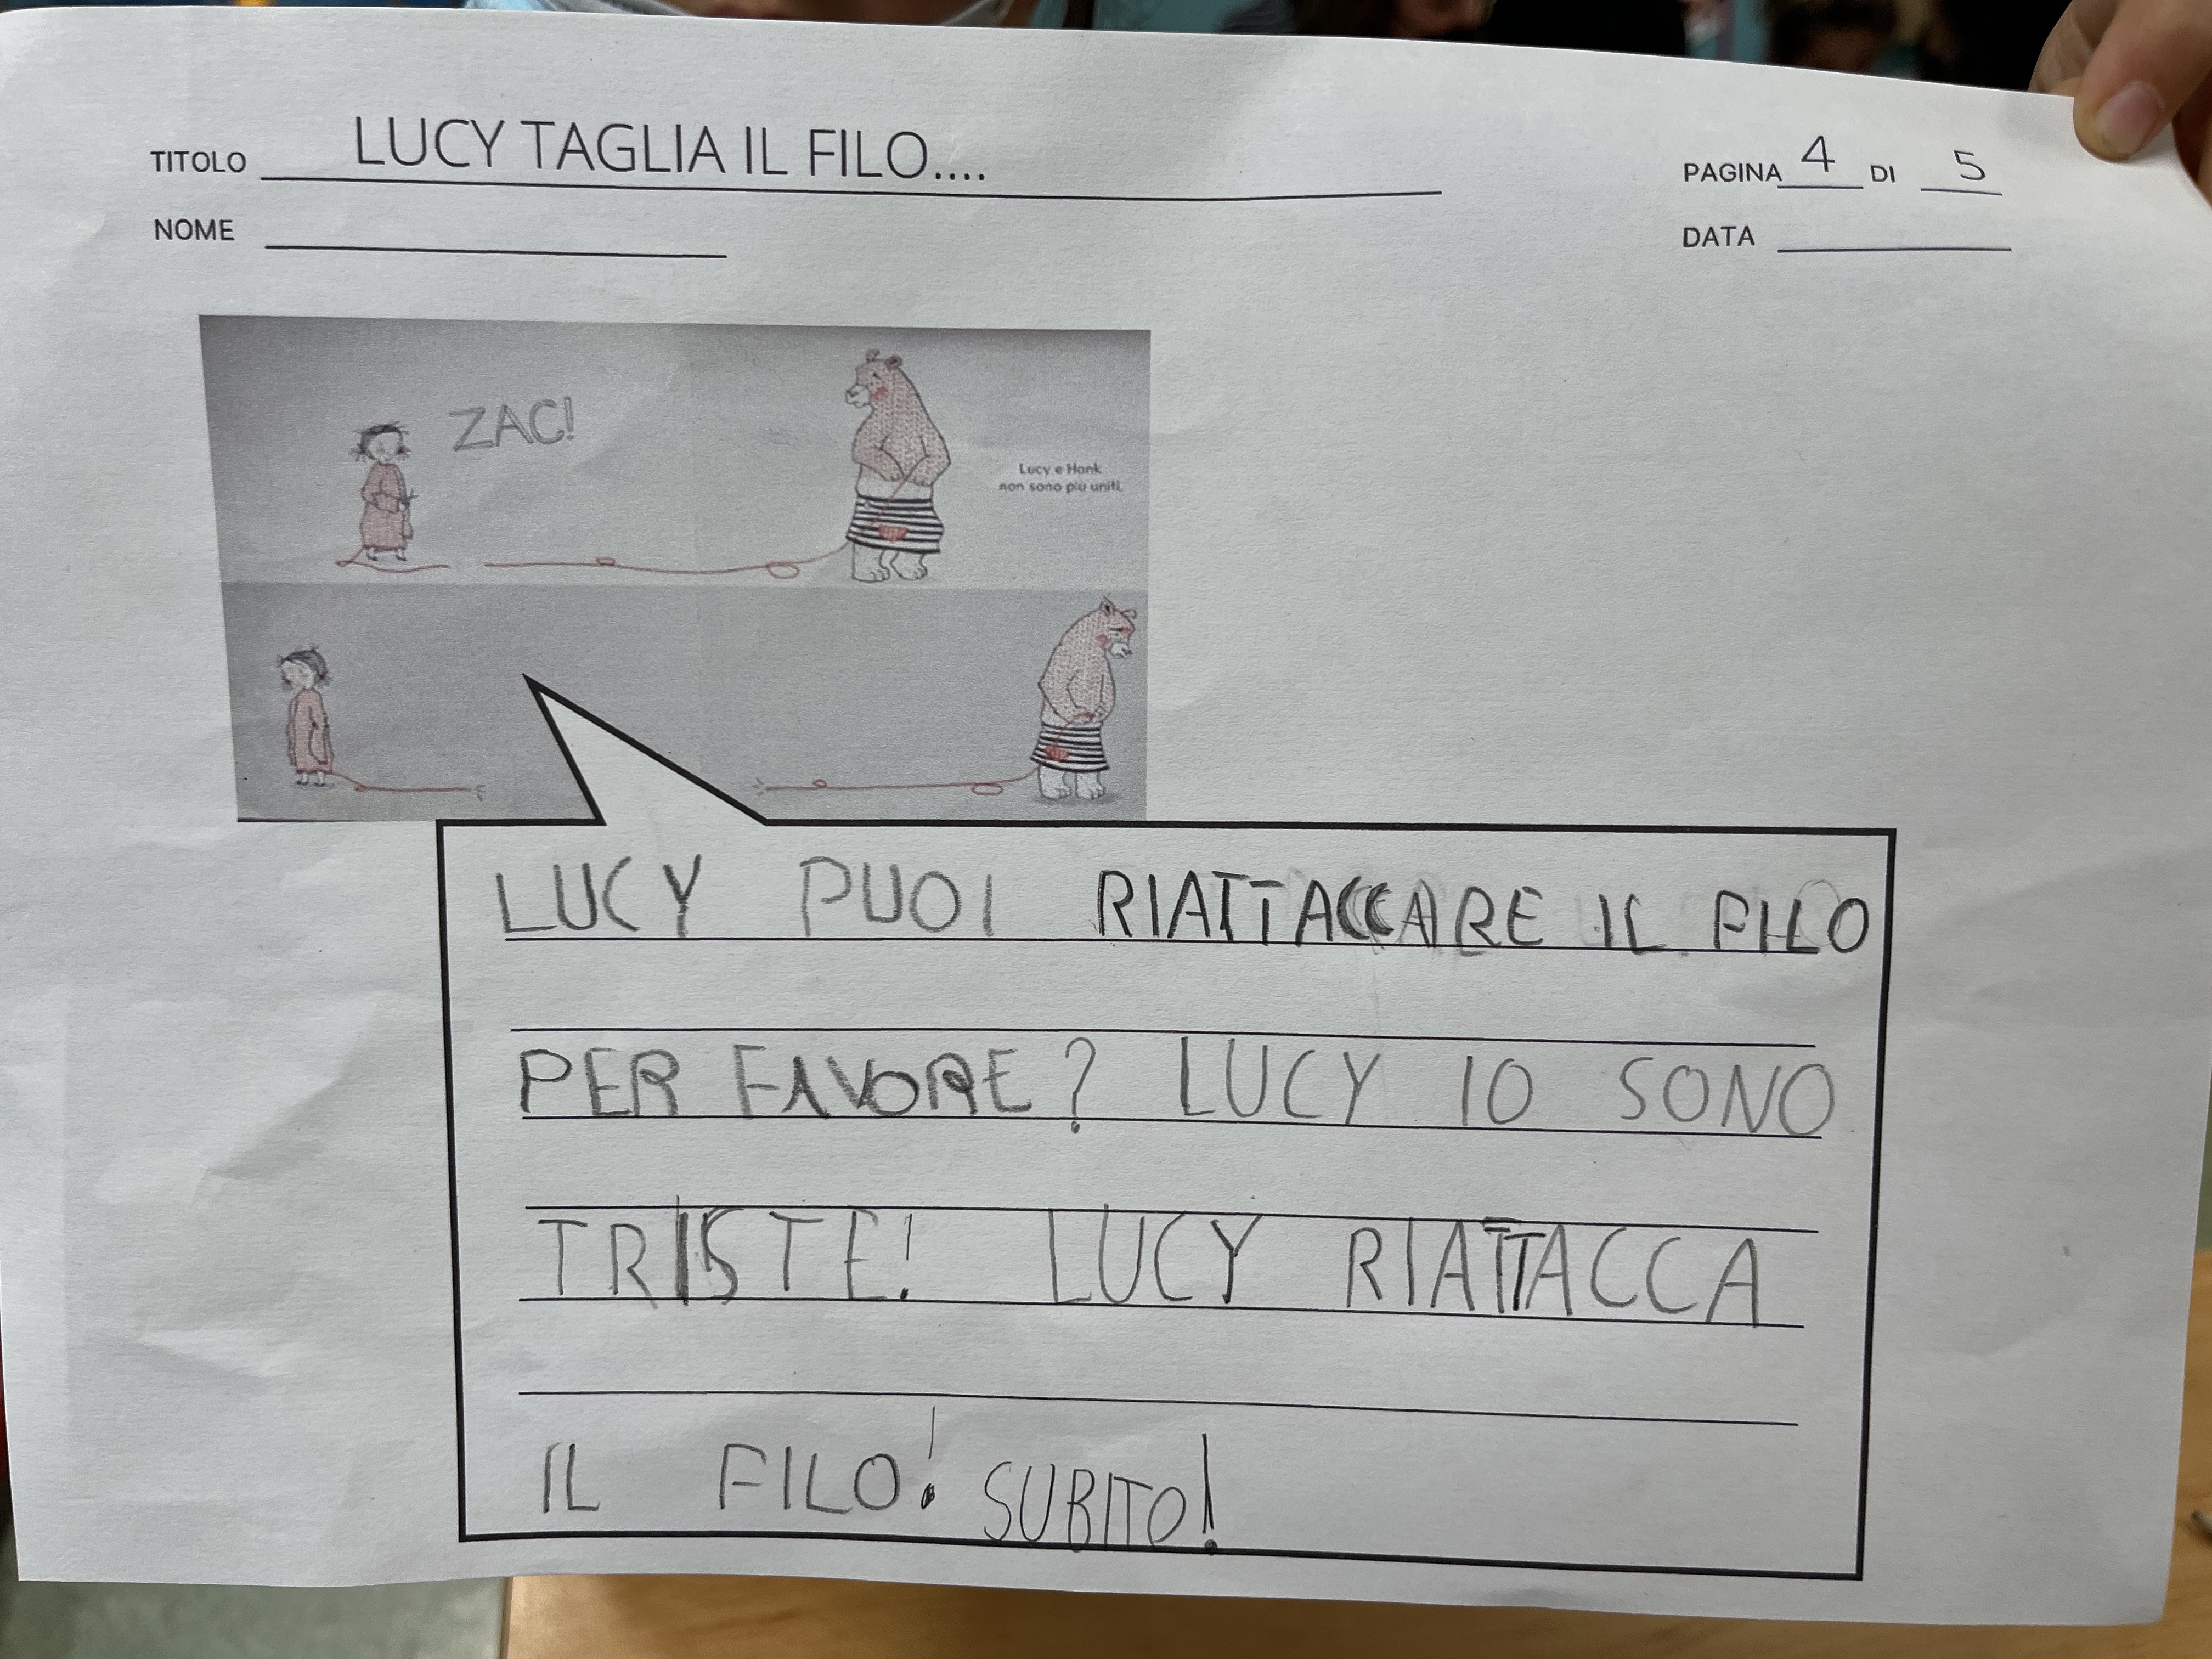 TITOLO LUCY TAGLIA IL FILO....
PAGINA 4 DI 5
NOME
DATA
ZAC!
Lucy e Hank
non sono più uniti.
LUCY PUOI RIATTACCARE IL FILO
PER FAVORE? LUCY IO SONO
TRISTE! LUCY RIATTACCA
IL FILO! SUBITO!